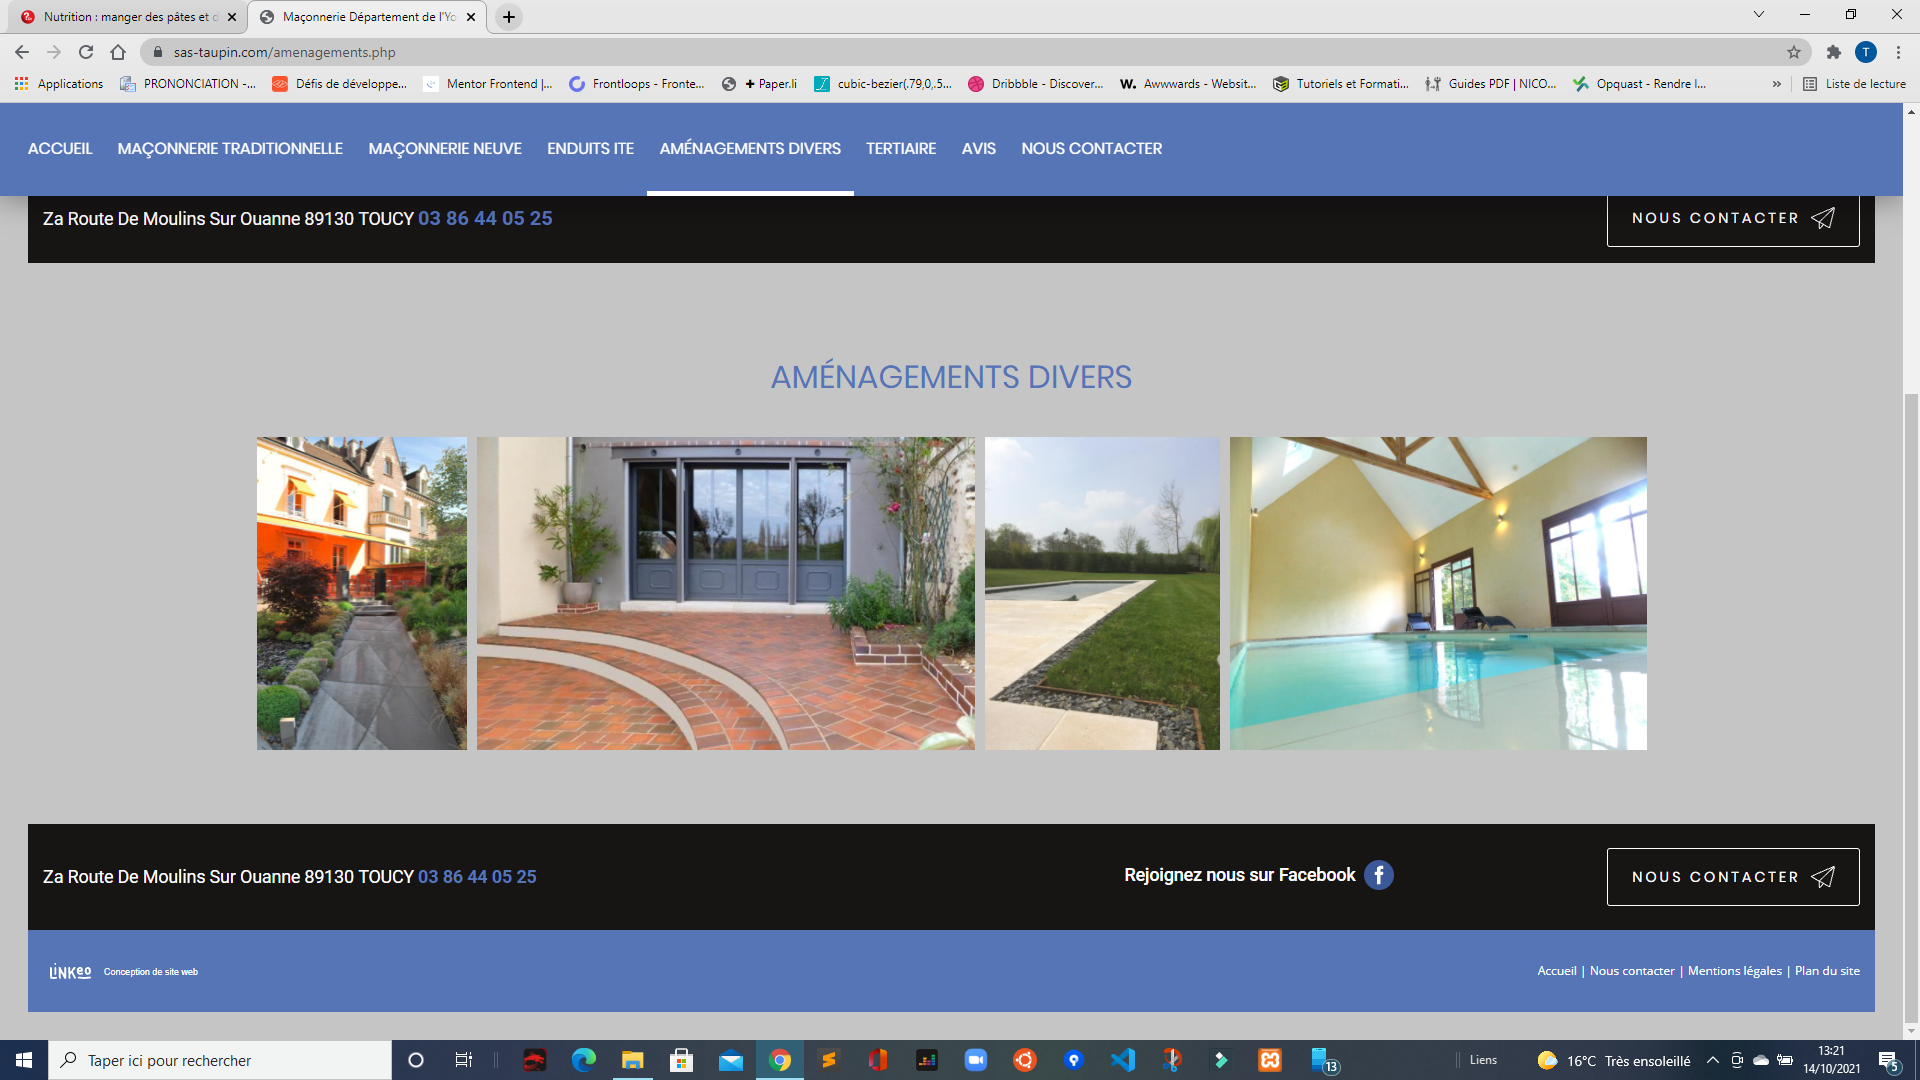 Nutrition : manger des pâtes et d
Maçonnerie Département de l'Yo
sas-taupin.com/amenagements.php
T
Applications
PRONONCIATION -...
Défis de développe...
Mentor Frontend |...
Frontloops - Fronte...
+ Paper.li
cubic-bezier(.79,0,.5...
Dribbble - Discover...
W. Awwwards - Websit...
Tutoriels et Formati...
Guides PDF | NICO...
Opquast - Rendre l...
»
Liste de lecture
ACCUEIL
MAÇONNERIE TRADITIONNELLE
MAÇONNERIE NEUVE
ENDUITS ITE
AMÉNAGEMENTS DIVERS
TERTIAIRE
AVIS
NOUS CONTACTER
Za Route De Moulins Sur Ouanne 89130 TOUCY 03 86 44 05 25
NOUS CONTACTER
AMÉNAGEMENTS DIVERS
Za Route De Moulins Sur Ouanne 89130 TOUCY 03 86 44 05 25
Rejoignez nous sur Facebook f
NOUS CONTACTER
LINKeo
Conception de site web
Accueil | Nous contacter | Mentions légales | Plan du site
Taper ici pour rechercher
13
Liens
16°C Très ensoleillé
13:21
14/10/2021
5